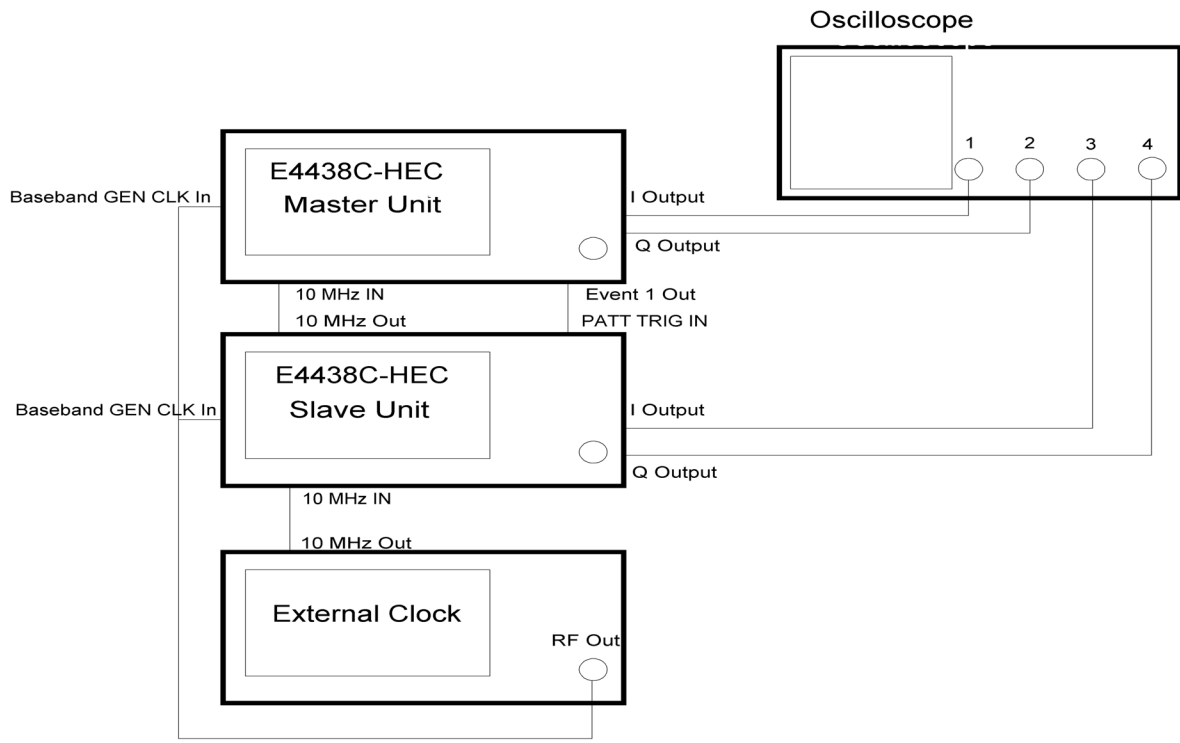 Oscilloscope
1 2 3 4
E4438C-HEC
Master Unit
Baseband GEN CLK In
I Output
Q Output
10 MHz IN
Event 1 Out
10 MHz Out
PATT TRIG IN
E4438C-HEC
Slave Unit
Baseband GEN CLK In
I Output
Q Output
10 MHz IN
10 MHz Out
External Clock
RF Out